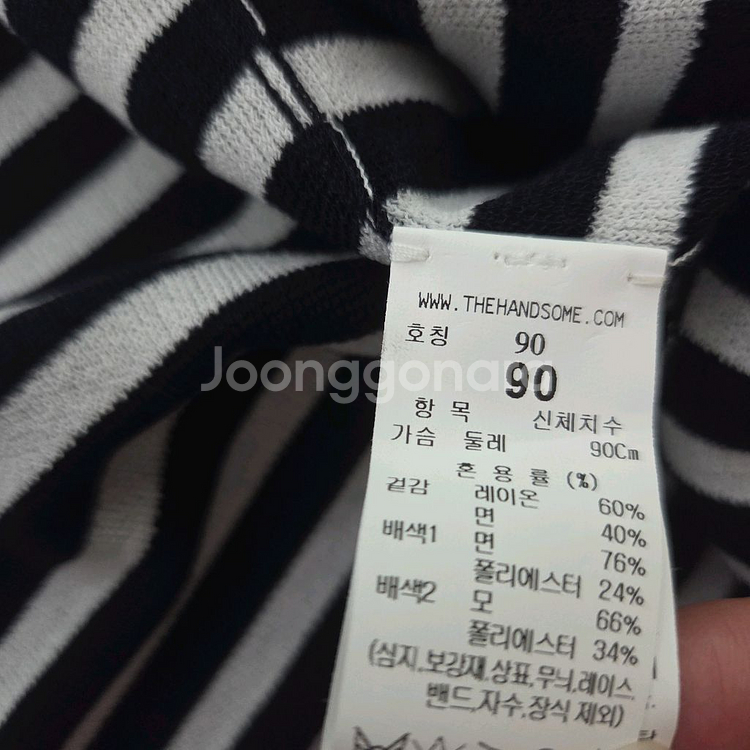 WWW.THEHANDSOME.COM
호칭 90
90
항 목 신체치수
가슴 둘레 90Cm
혼 용 률 (%)
겉감 레이온 60%
면 40%
배색1 면 76%
폴리에스터 24%
배색2 모 66%
폴리에스터 34%
(심지,보강재,상표,무늬,레이스
밴드,자수,장식 제외)